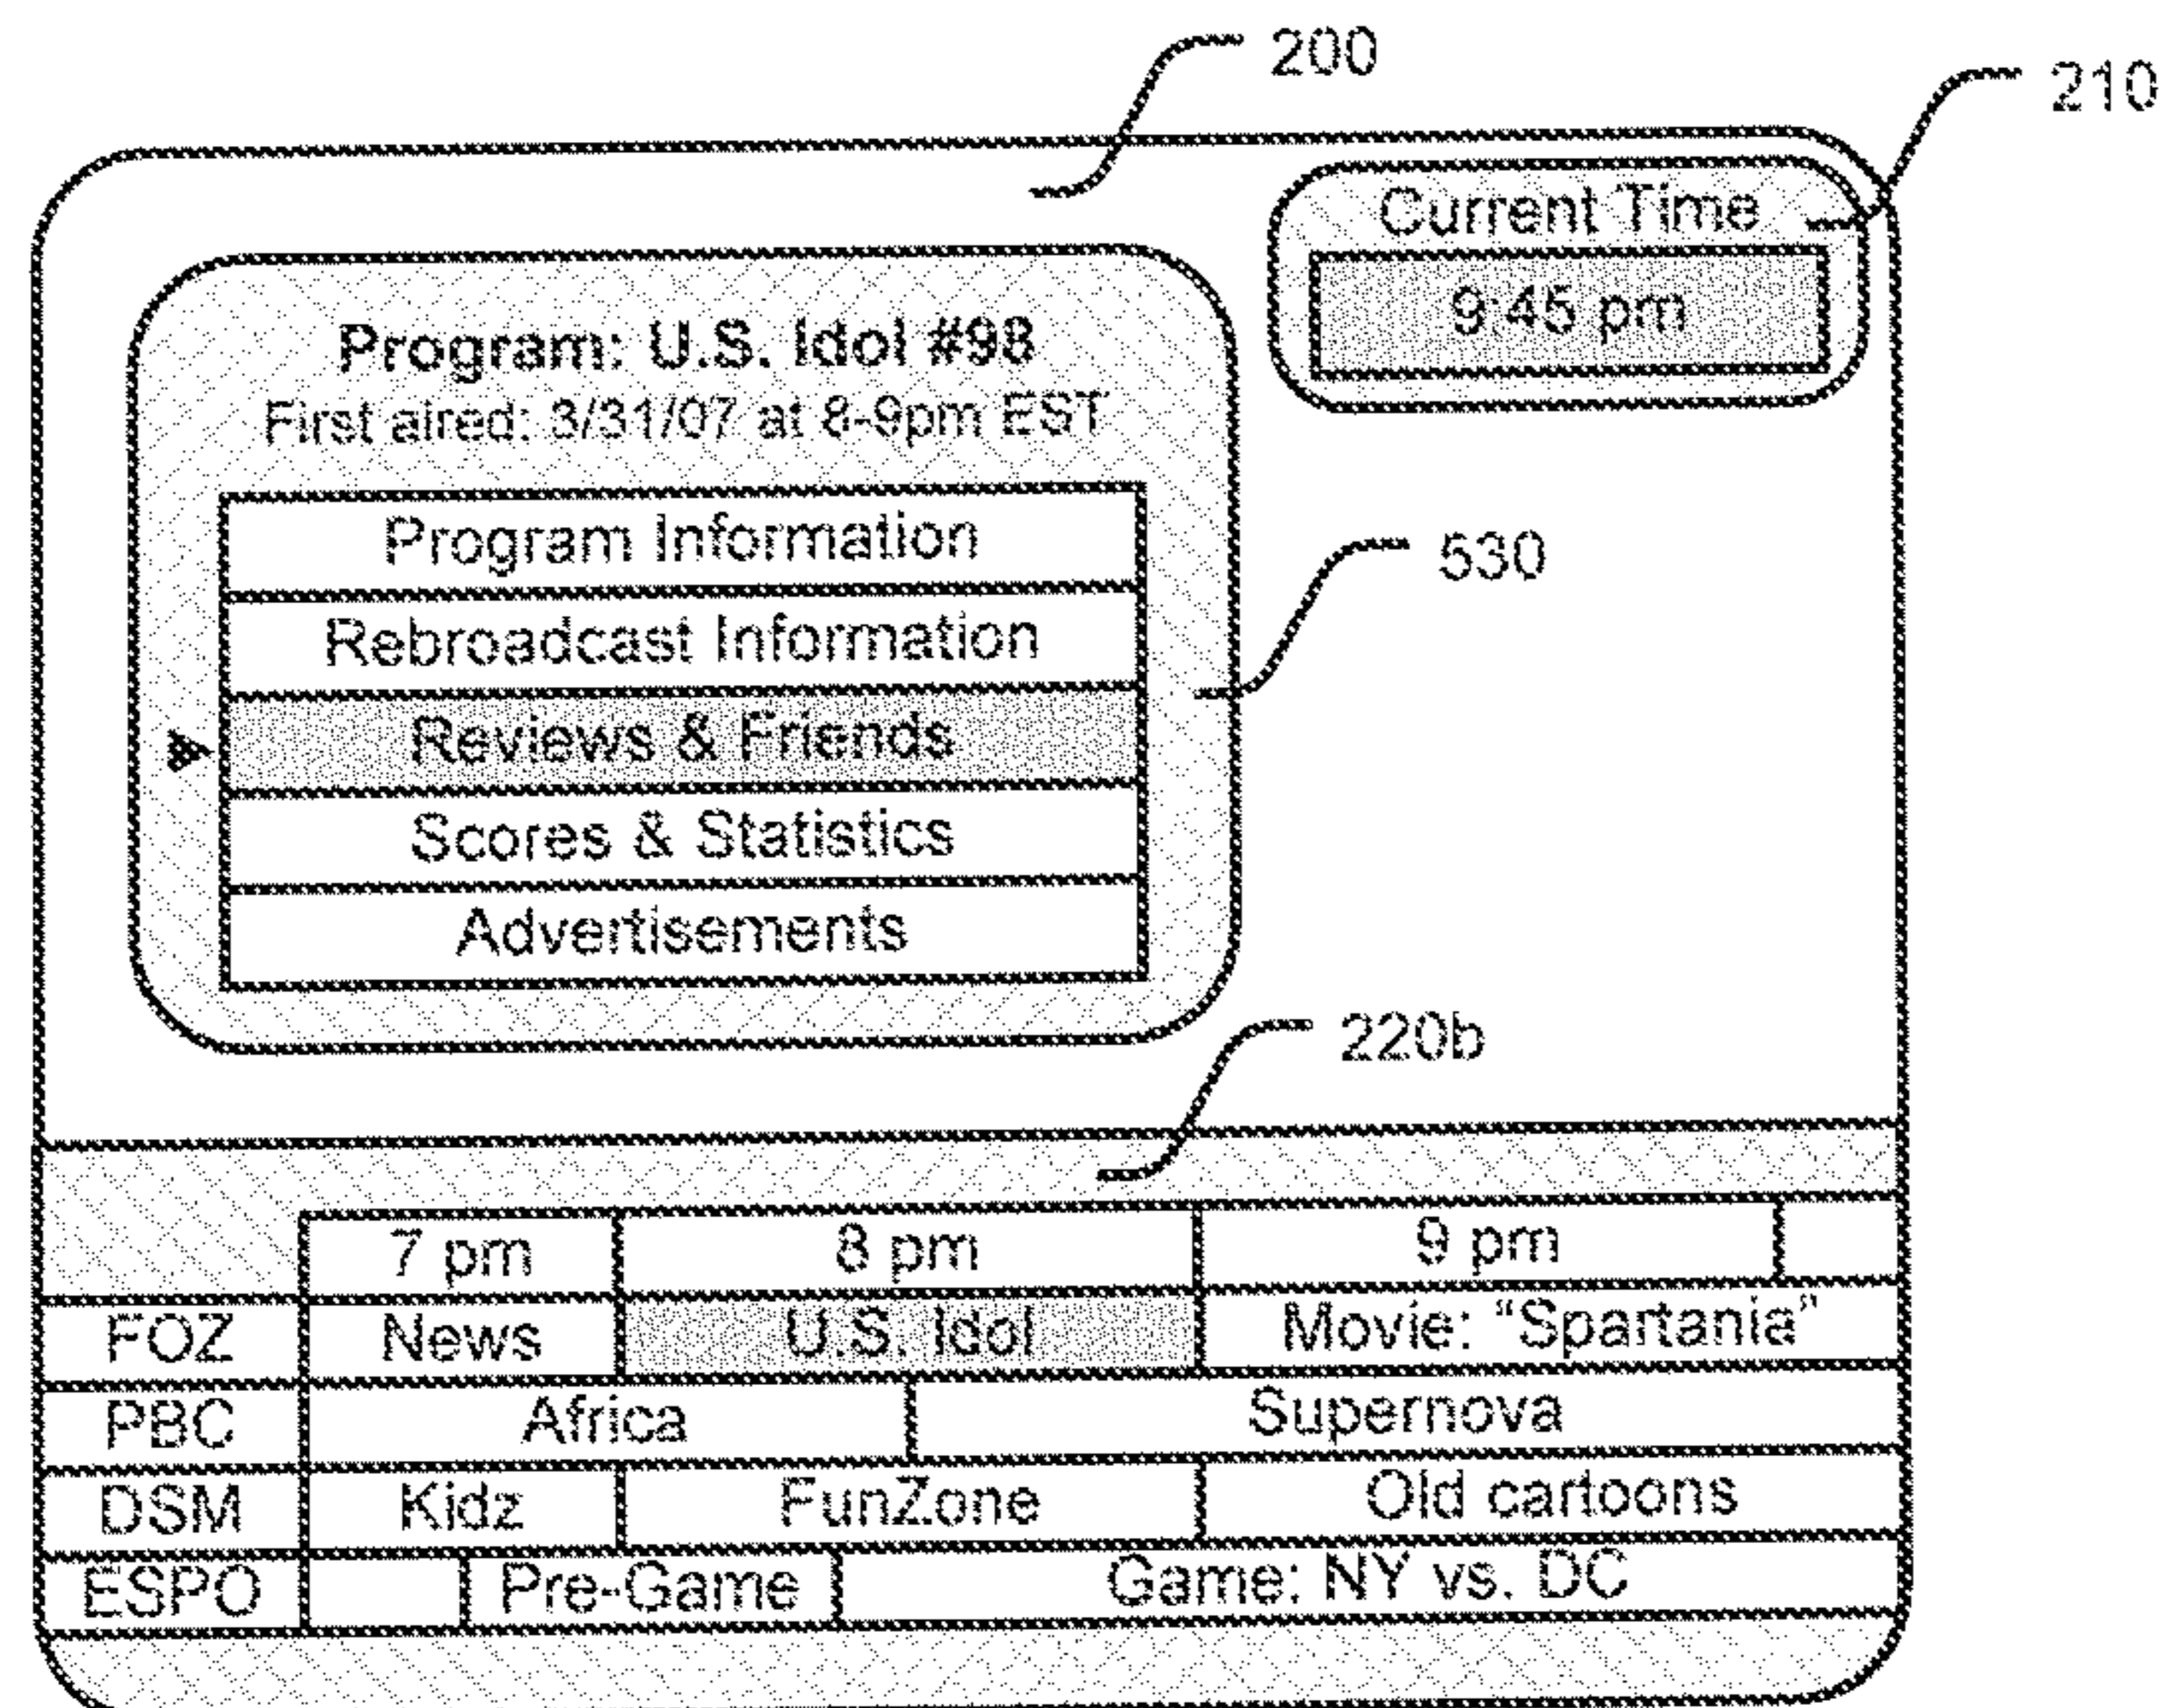 200
210
Current Time
9:45 pm
Program: U.S. Idol #98
First aired: 3/31/07 at 8-9pm EST
Program Information
530
Rebroadcast Information
Reviews & Friends
Scores & Statistics
Advertisements
220b
7 pm 8 pm 9 pm
FOZ News U.S. Idol Movie: “Spartania”
PBC Africa Supernova
DSM Kidz FunZone Old cartoons
ESPO Pre-Game Game: NY vs. DC